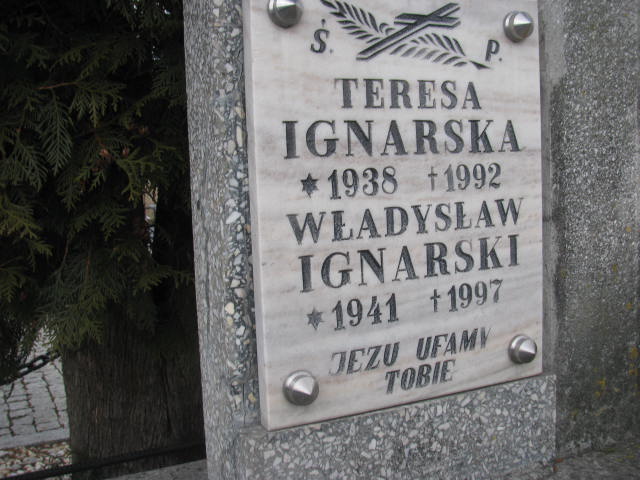 Ś. P.
TERESA
IGNARSKA
*1938 †1992
WŁADYSŁAW
IGNARSKI
*1941 †1997
JEZU UFAMY
TOBIE